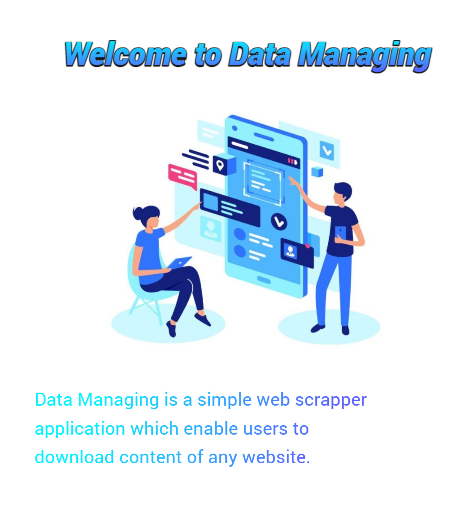 Welcome to Data Managing
Data Managing is a simple web scrapper
application which enable users to
download content of any website.